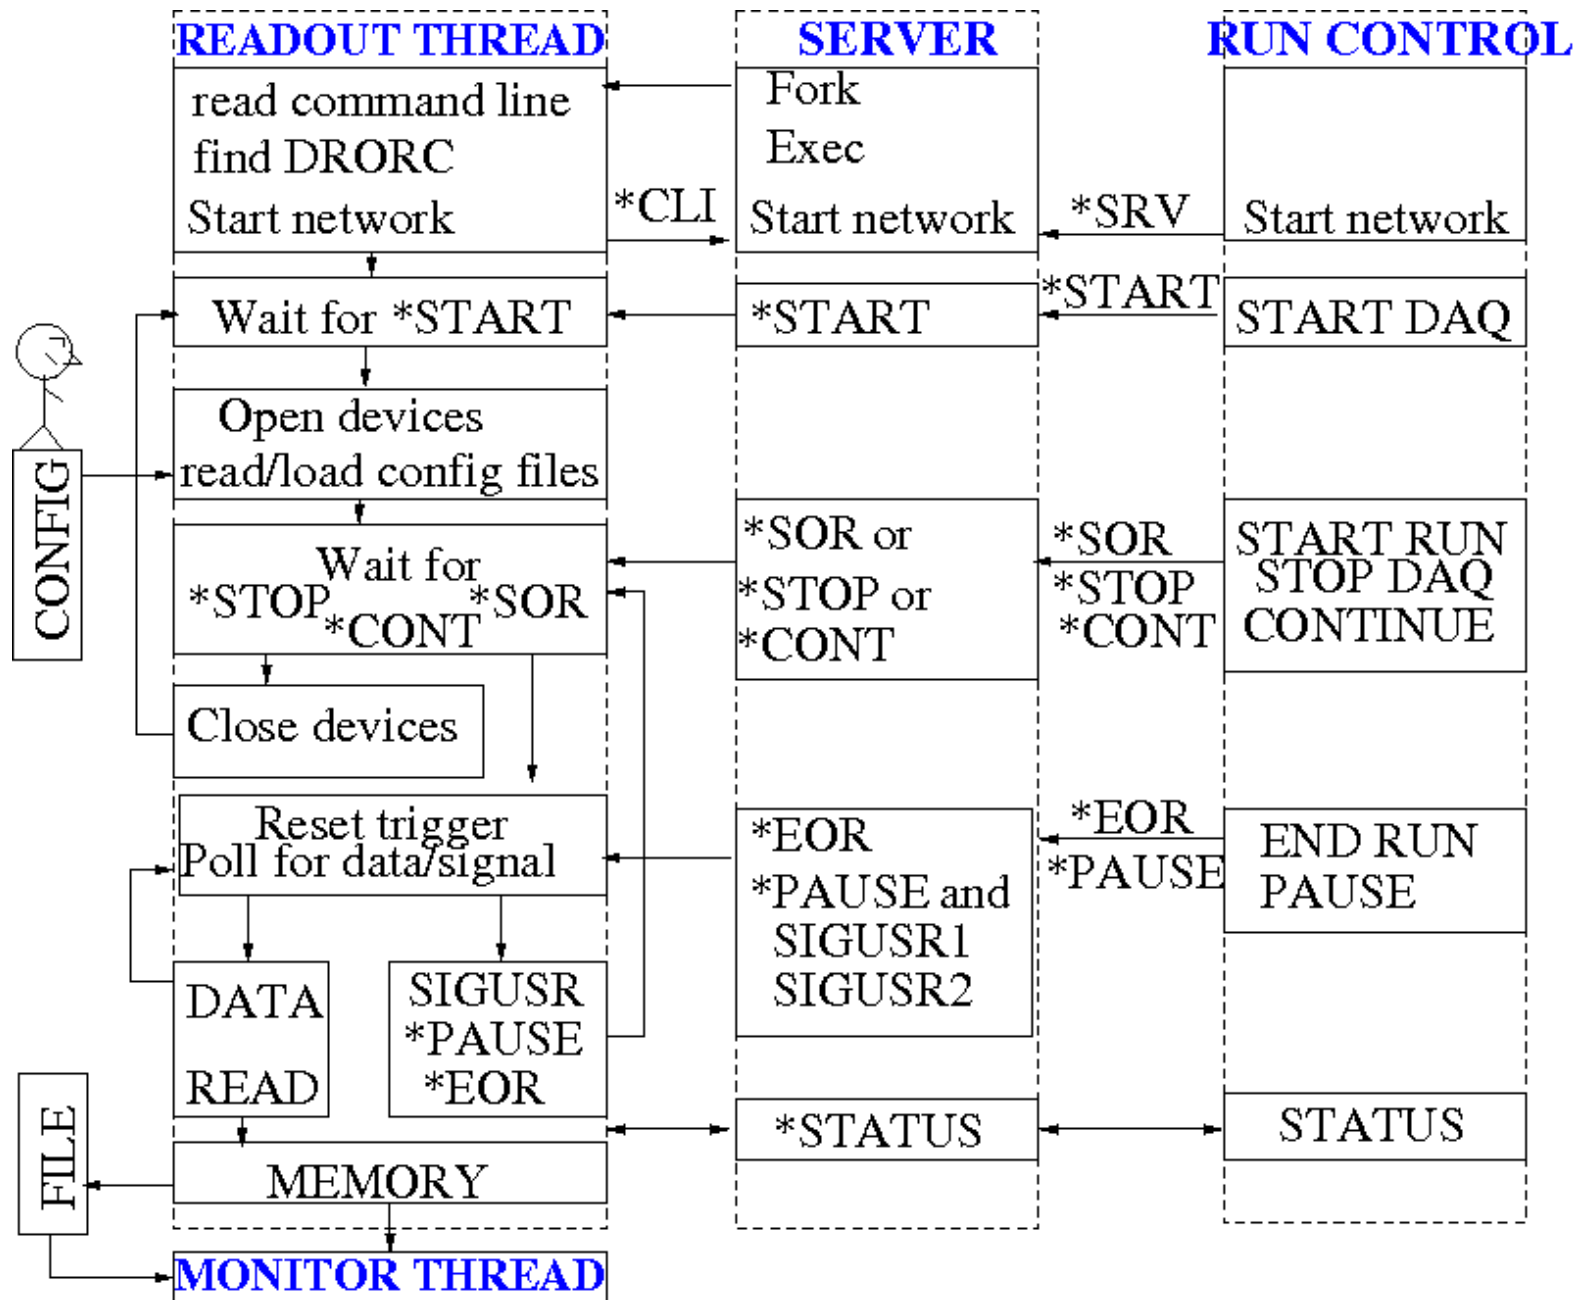 READOUT THREAD
SERVER
RUN CONTROL
read command line
find DRORC
Start network
*CLI
Fork
Exec
Start network
*SRV
Start network
Wait for *START
*START
*START
START DAQ
Open devices
read/load config files
CONFIG
Wait for
*STOP *SOR
*CONT
*SOR or
*STOP or
*CONT
*SOR
*STOP
*CONT
START RUN
STOP DAQ
CONTINUE
Close devices
Reset trigger
Poll for data/signal
*EOR
*PAUSE and
SIGUSR1
SIGUSR2
*EOR
*PAUSE
END RUN
PAUSE
DATA
READ
SIGUSR
*PAUSE
*EOR
*STATUS
STATUS
FILE
MEMORY
MONITOR THREAD